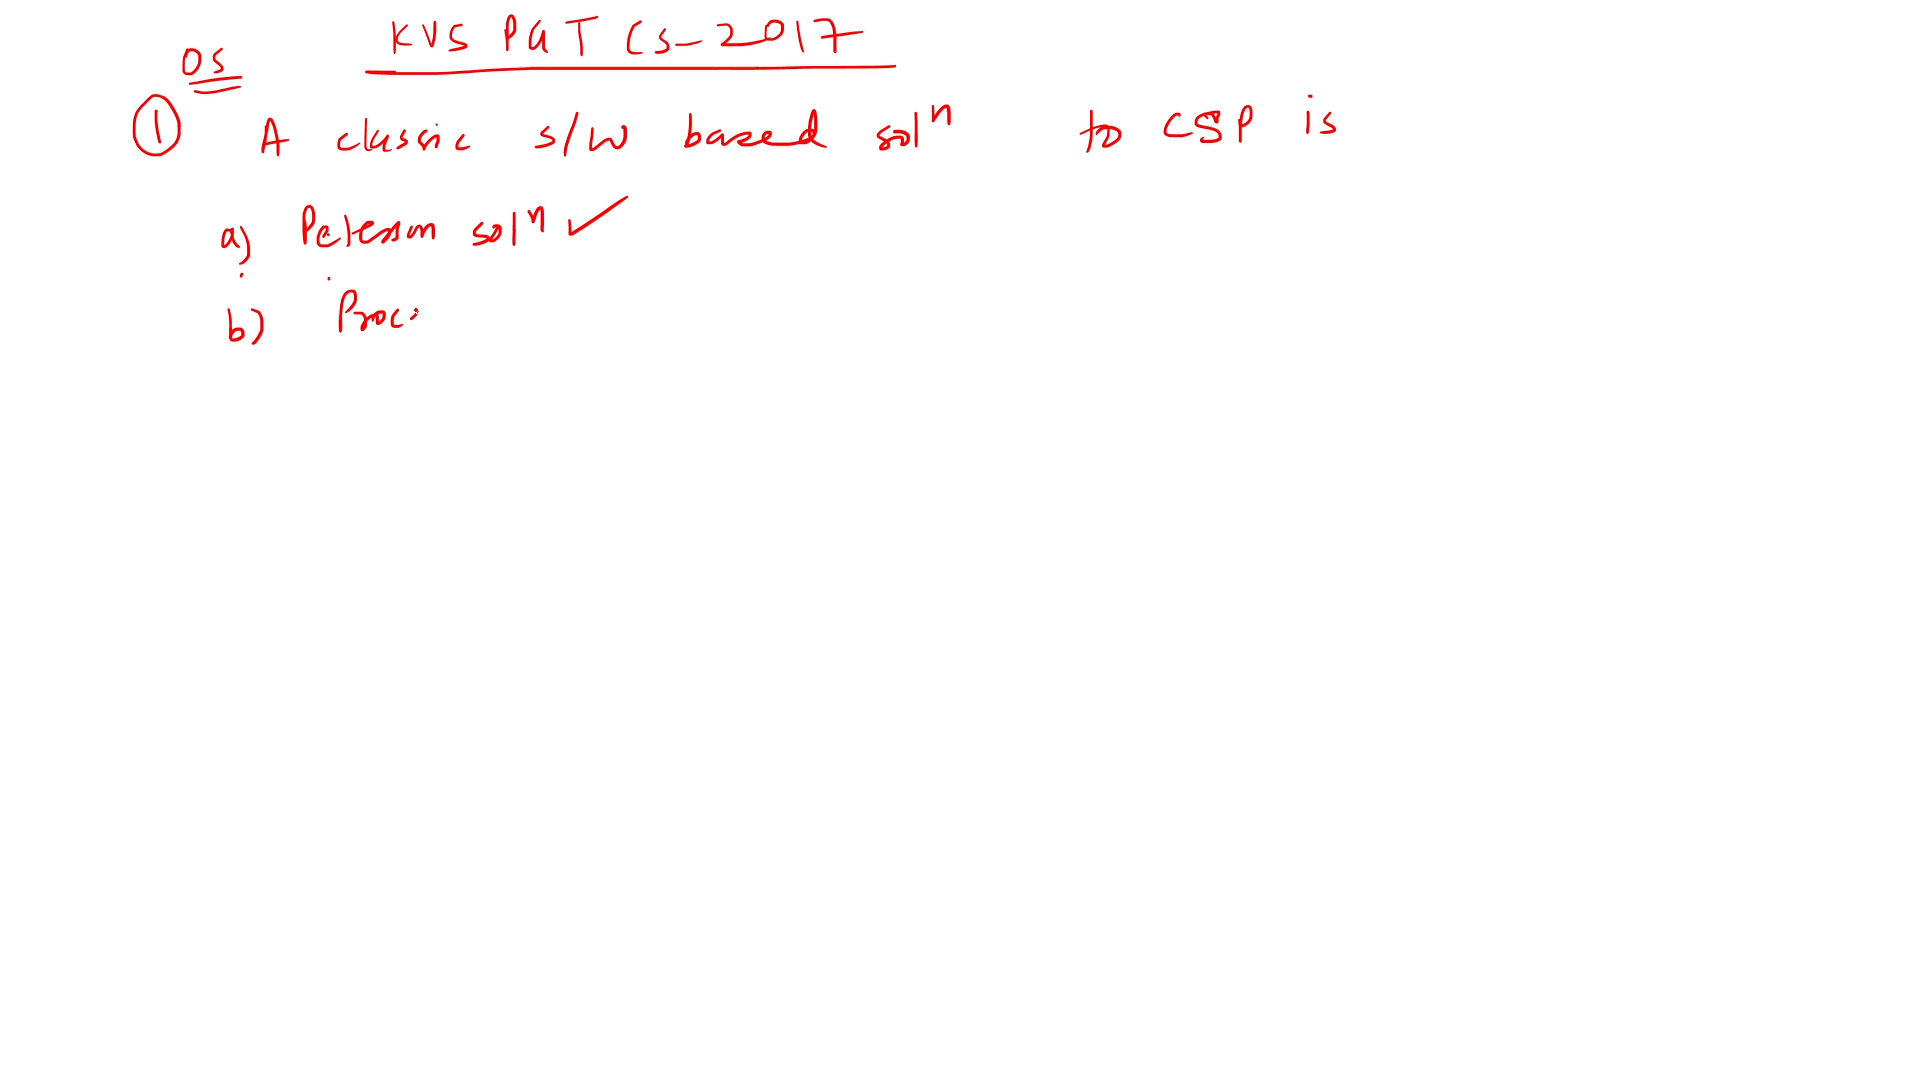 KVS PGT CS-2017
OS
① A classic s/w based solⁿ to CSP is
a) Peterson solⁿ ✓
b) Proc